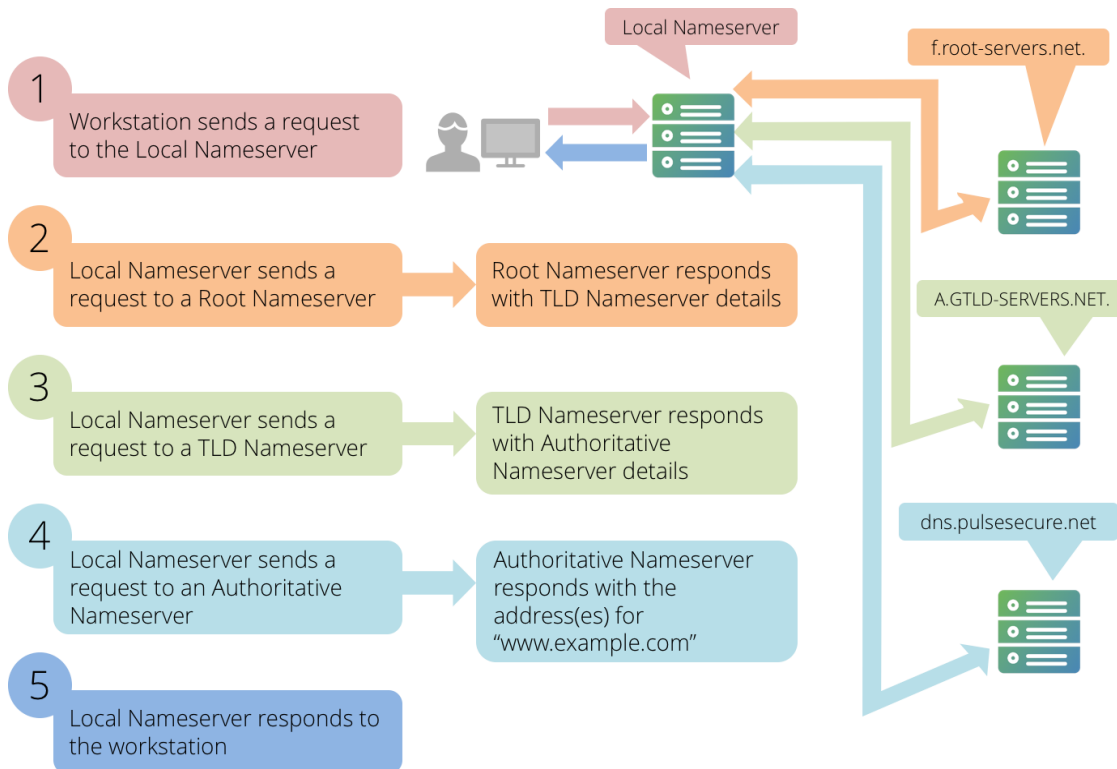 Local Nameserver
f.root-servers.net.
1
Workstation sends a request
to the Local Nameserver
2
Local Nameserver sends a
request to a Root Nameserver
Root Nameserver responds
with TLD Nameserver details
A.GTLD-SERVERS.NET.
3
Local Nameserver sends a
request to a TLD Nameserver
TLD Nameserver responds
with Authoritative
Nameserver details
dns.pulsesecure.net
4
Local Nameserver sends a
request to an Authoritative
Nameserver
Authoritative Nameserver
responds with the
address(es) for
“www.example.com”
5
Local Nameserver responds to
the workstation